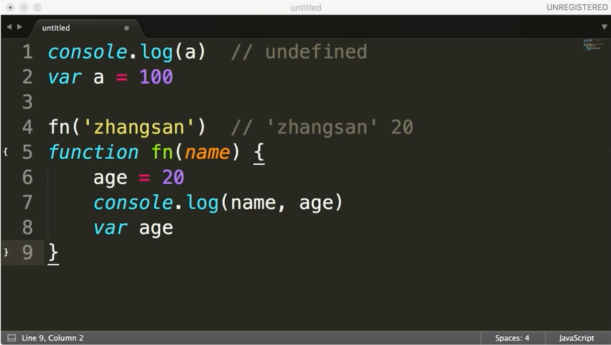 untitled
UNREGISTERED
untitled
1 console.log(a)  // undefined
2 var a = 100
3
4 fn('zhangsan')  // 'zhangsan' 20
{ 5 function fn(name) {
6     age = 20
7     console.log(name, age)
8     var age
} 9 }
Line 9, Column 2
Spaces: 4
JavaScript